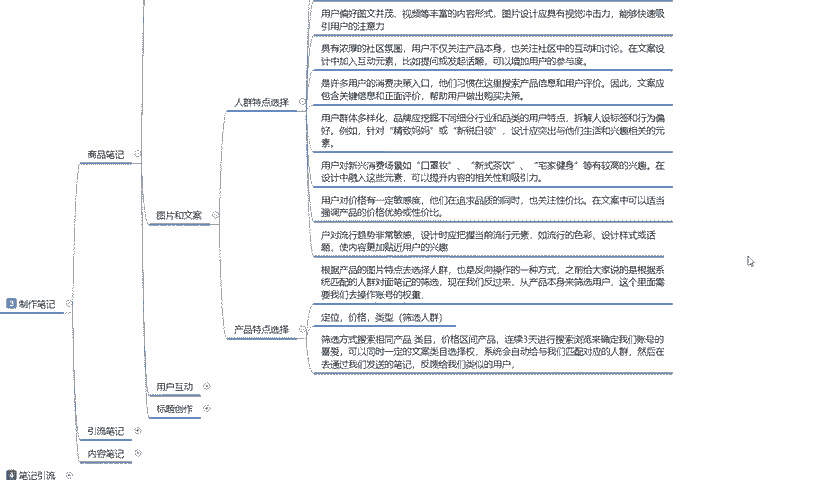 用户偏好图文并茂、视频等丰富的内容形式，图片设计应具有视觉冲击力，能够快速吸
引用户的注意力
具有浓厚的社区氛围，用户不仅关注产品本身，也关注社区中的互动和讨论。在文案设
计中加入互动元素，比如提问或发起话题，可以增加用户的参与度。
是许多用户的消费决策入口，他们习惯在这里搜索产品信息和用户评价。因此，文案应
包含关键信息和正面评价，帮助用户做出购买决策。
人群特点选择
用户群体多样化，品牌应挖掘不同细分行业和品类的用户特点，拆解人设标签和行为偏
好。例如，针对“精致妈妈”或“新锐白领”，设计应突出与他们生活和兴趣相关的元
素。
用户对新兴消费场景如“口罩妆”、“新式茶饮”、“宅家健身”等有较高的兴趣。在
设计中融入这些元素，可以提升内容的相关性和吸引力。
用户对价格有一定敏感度，他们在追求品质的同时，也关注性价比。在文案中可以适当
强调产品的价格优势或性价比。
户对流行趋势非常敏感，设计时应把握当前流行元素，如流行的色彩、设计样式或话
题，使内容更加贴近用户的兴趣
商品笔记
图片和文案
根据产品的图片特点去选择人群，也是反向操作的一种方式，之前给大家说的是根据系
统匹配的人群对面笔记的筛选，现在我们反过来，从产品本身来筛选用户，这个里面需
要我们去操作账号的权重，
3 制作笔记
产品特点选择
定位，价格，类型（筛选人群）
筛选方式搜索相同产品 类目，价格区间产品，连续3天进行搜索浏览来确定我们账号的
喜爱，可以同时一定的文案类目选择权，系统会自动给与我们匹配对应的人群，然后在
去通过我们发送的笔记，反馈给我们类似的用户，
用户互动
标题创作
引流笔记
内容笔记
4 笔记引流